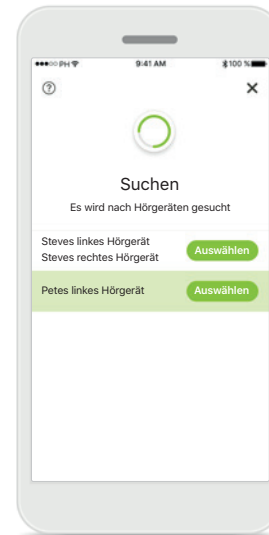 PH 9:41 AM 100 %
?
Suchen
Es wird nach Hörgeräten gesucht
Steves linkes Hörgerät
Steves rechtes Hörgerät
Auswählen
Petes linkes Hörgerät Auswählen